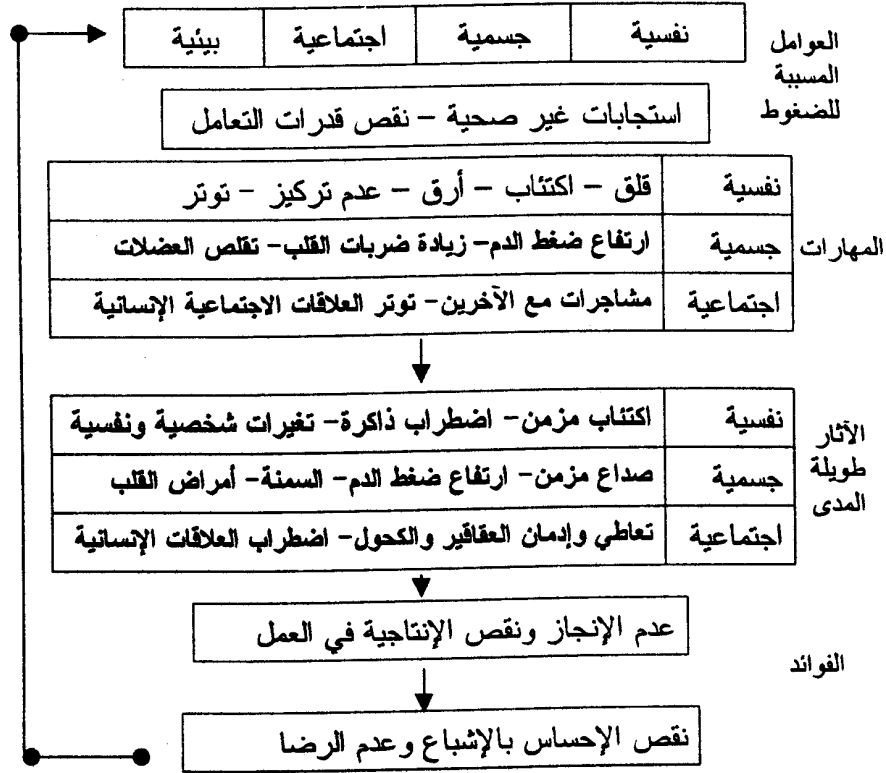 العوامل المسببة للضغوط
نفسية جسمية اجتماعية بيئية
استجابات غير صحية – نقص قدرات التعامل
المهارات
نفسية قلق – اكتئاب – أرق – عدم تركيز – توتر
جسمية ارتفاع ضغط الدم– زيادة ضربات القلب– تقلص العضلات
اجتماعية مشاجرات مع الآخرين– توتر العلاقات الاجتماعية الإنسانية
الآثار طويلة المدى
نفسية اكتئاب مزمن– اضطراب ذاكرة– تغيرات شخصية ونفسية
جسمية صداع مزمن– ارتفاع ضغط الدم– السمنة– أمراض القلب
اجتماعية تعاطي وإدمان العقاقير والكحول– اضطراب العلاقات الإنسانية
عدم الإنجاز ونقص الإنتاجية في العمل
الفوائد
نقص الإحساس بالإشباع وعدم الرضا